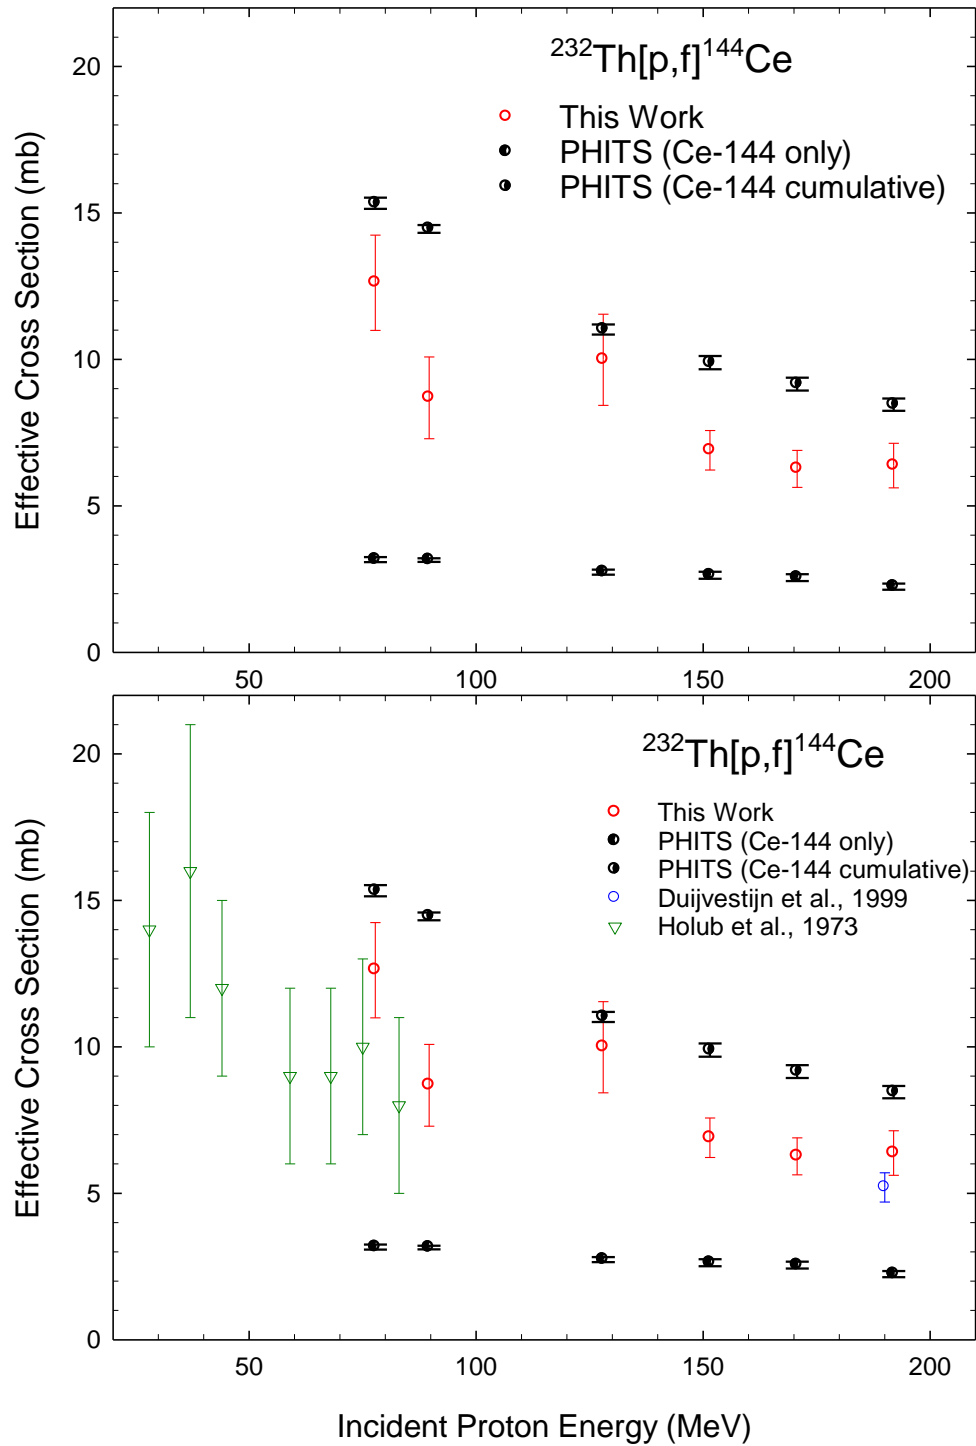 ²³²Th[p,f]¹⁴⁴Ce
This Work
PHITS (Ce-144 only)
PHITS (Ce-144 cumulative)
Effective Cross Section (mb)
20
15
10
5
0
50 100 150 200
²³²Th[p,f]¹⁴⁴Ce
This Work
PHITS (Ce-144 only)
PHITS (Ce-144 cumulative)
Duijvestijn et al., 1999
Holub et al., 1973
Effective Cross Section (mb)
20
15
10
5
0
50 100 150 200
Incident Proton Energy (MeV)